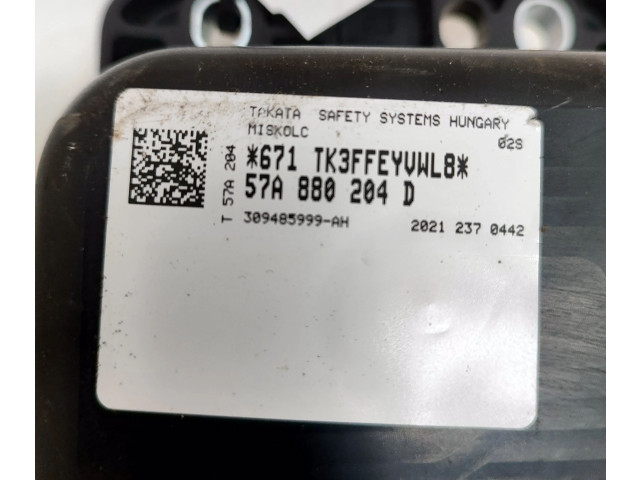 TAKATA SAFETY SYSTEMS HUNGARY
MISKOLC 02S
*671 TK3FFEYVWL8*
57A 880 204 D
309485999-AH 2021 237 0442
T 57A 204